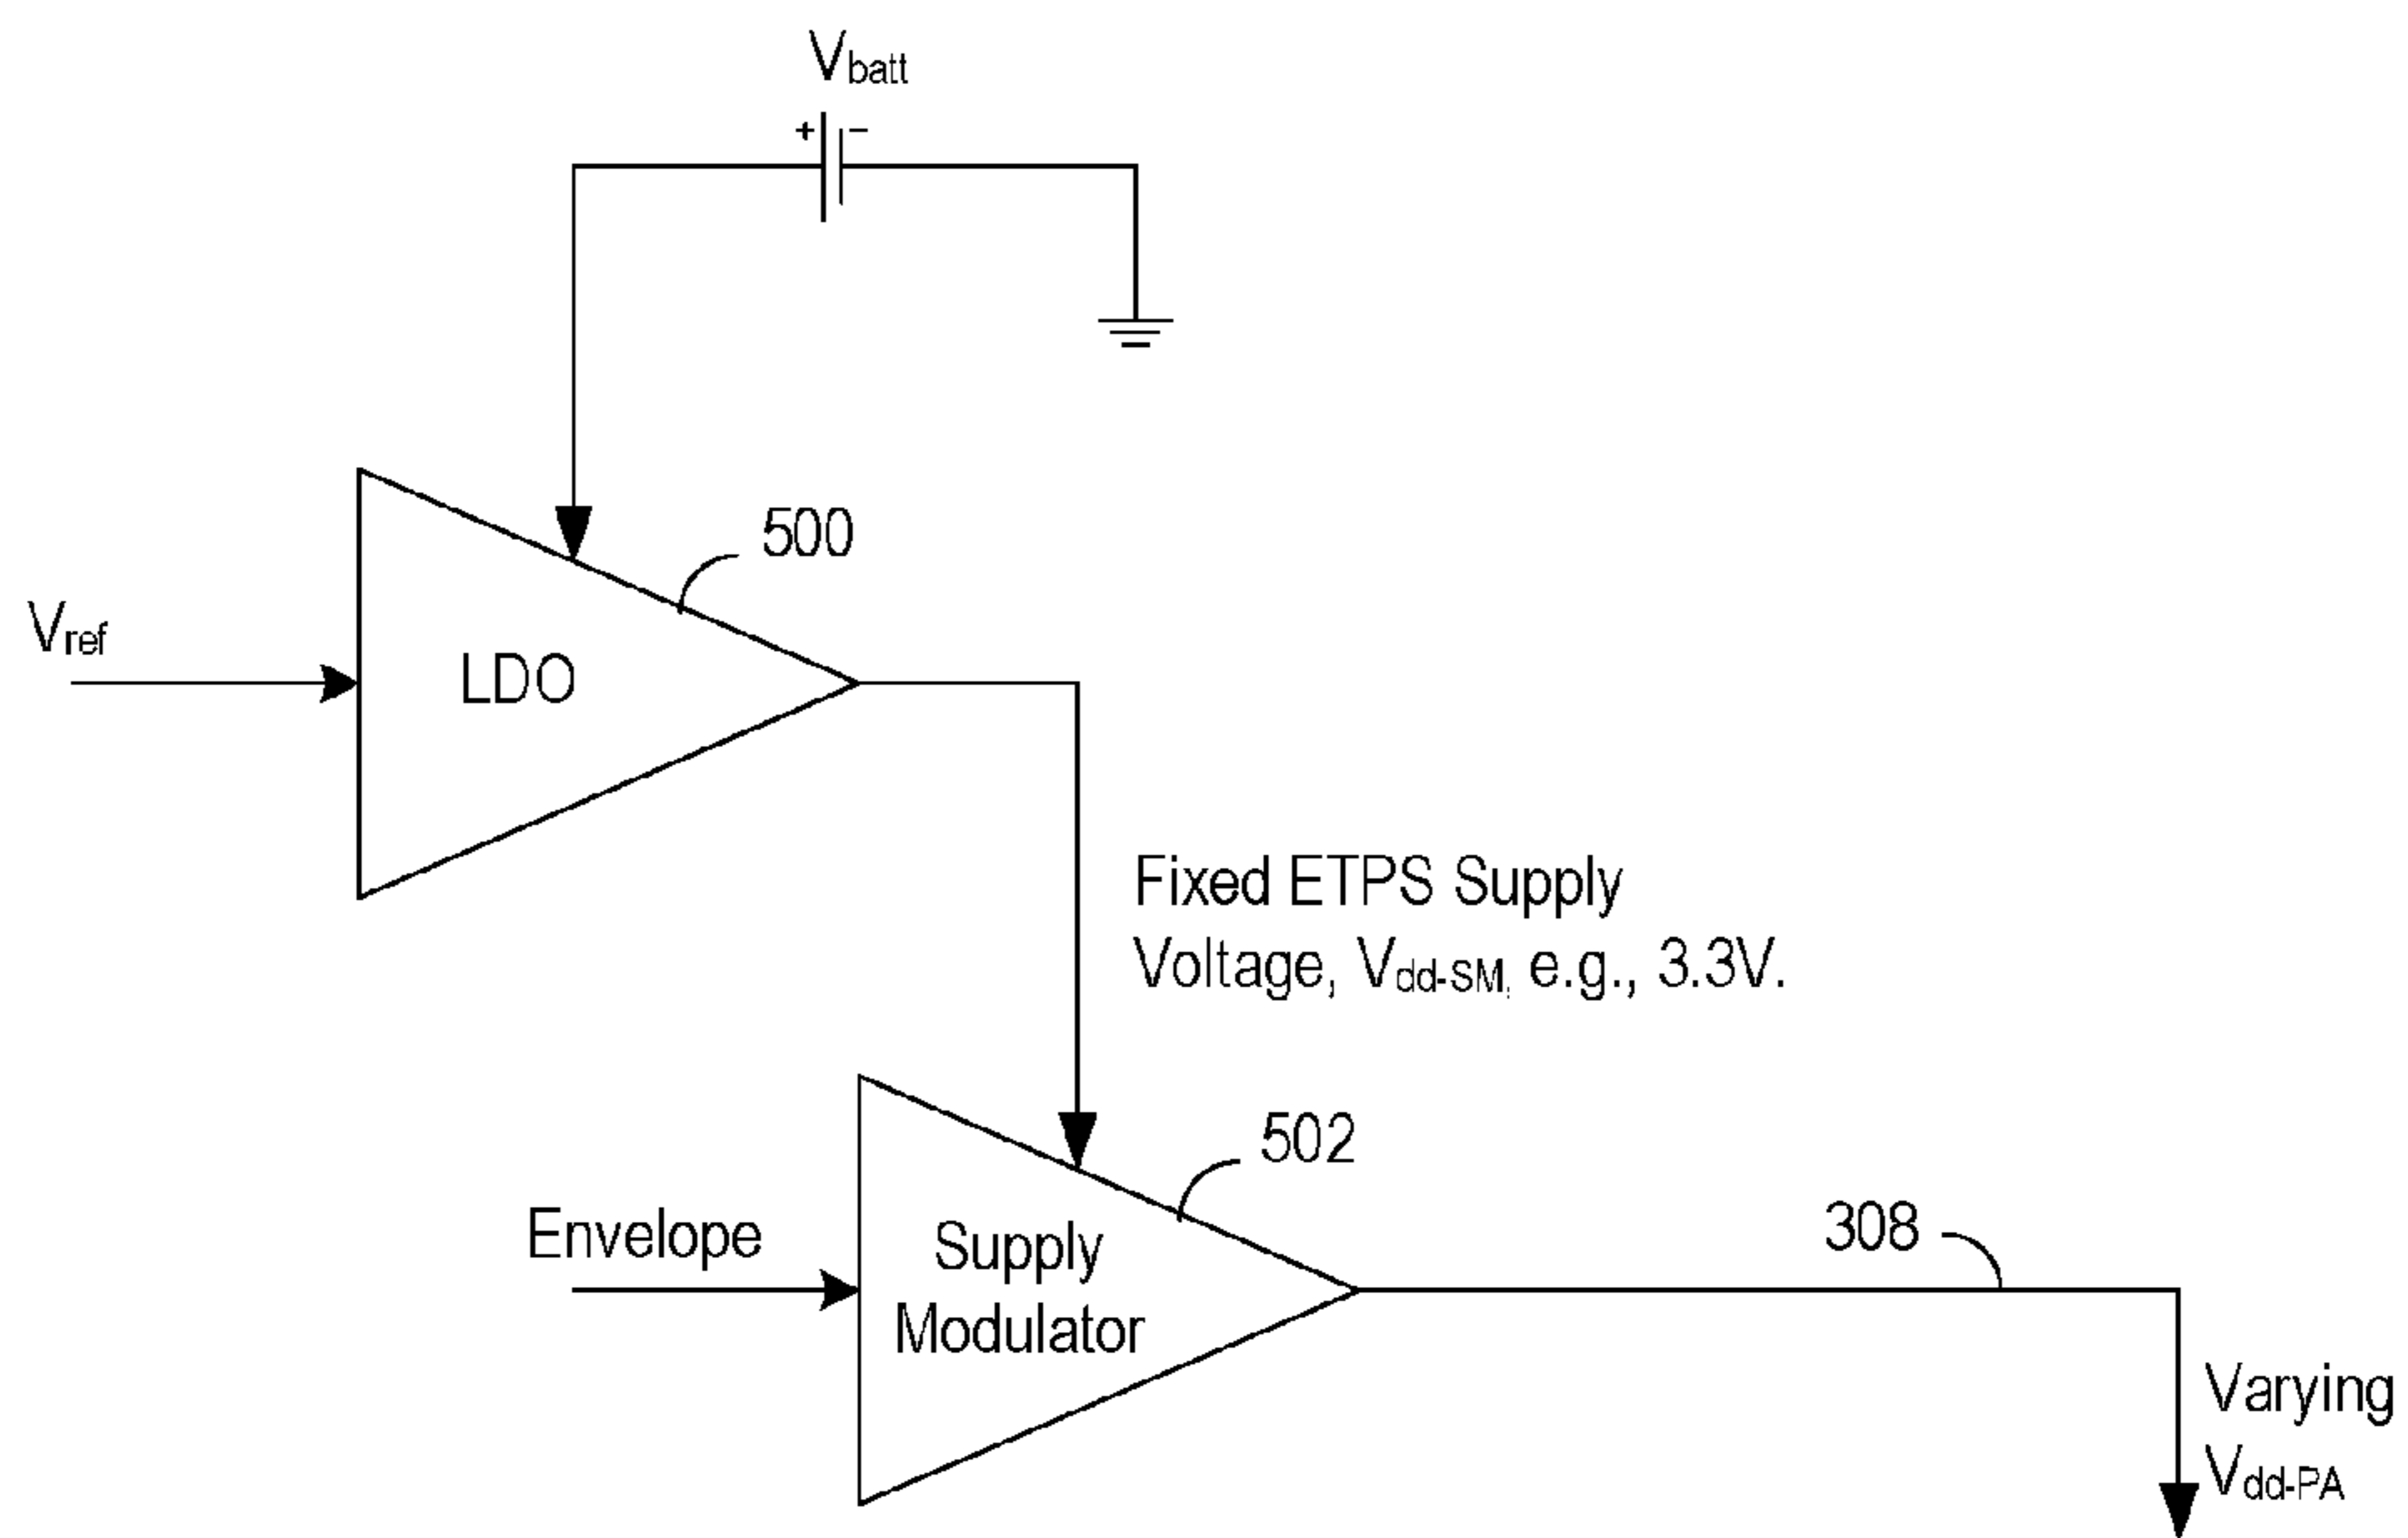 Vbatt
+ −
500
Vref
LDO
Fixed ETPS Supply
Voltage, Vdd-SM, e.g., 3.3V.
502
Envelope
Supply
Modulator
308
Varying
Vdd-PA